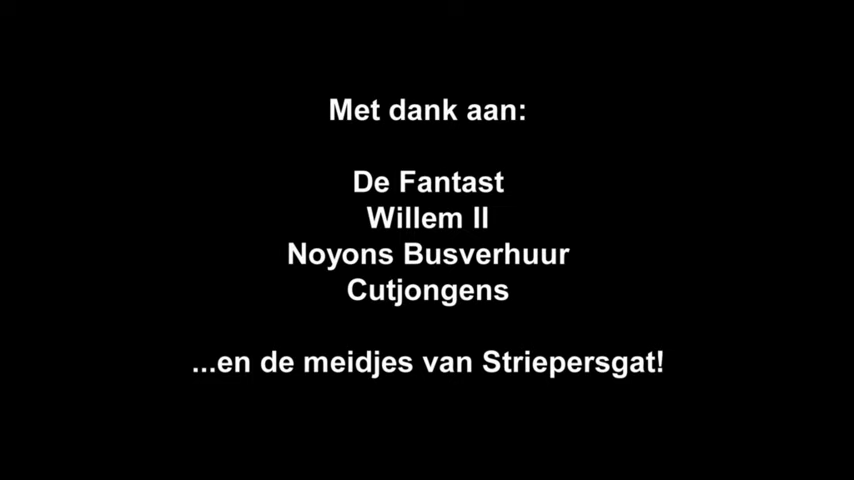 Met dank aan:
De Fantast
Willem II
Noyons Busverhuur
Cutjongens
...en de meidjes van Striepersgat!